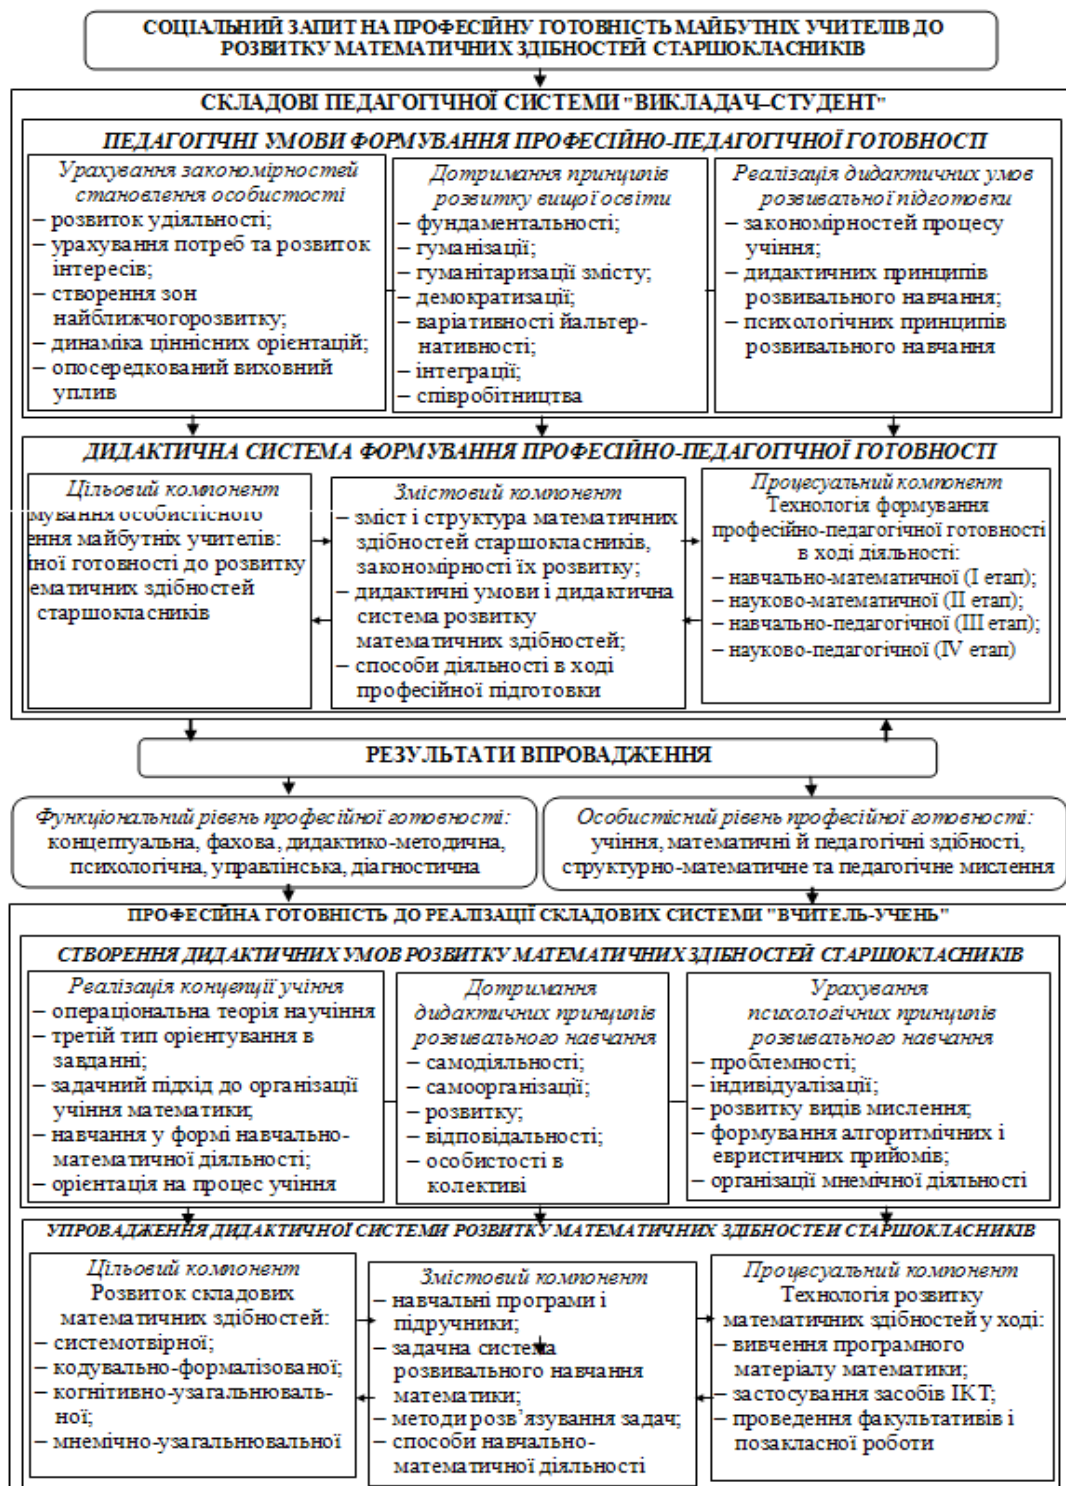 СОЦІАЛЬНИЙ ЗАПИТ НА ПРОФЕСІЙНУ ГОТОВНІСТЬ МАЙБУТНІХ УЧИТЕЛІВ ДО
РОЗВИТКУ МАТЕМАТИЧНИХ ЗДІБНОСТЕЙ СТАРШОКЛАСНИКІВ
СКЛАДОВІ ПЕДАГОГІЧНОЇ СИСТЕМИ "ВИКЛАДАЧ–СТУДЕНТ"
ПЕДАГОГІЧНІ УМОВИ ФОРМУВАННЯ ПРОФЕСІЙНО-ПЕДАГОГІЧНОЇ ГОТОВНОСТІ
Урахування закономірностей
становлення особистості
– розвиток удіяльності;
– урахування потреб та розвиток
інтересів;
– створення зон
найближчогорозвитку;
– динаміка ціннісних орієнтацій;
– опосередкований виховний
уплив
Дотримання принципів
розвитку вищої освіти
– фундаментальності;
– гуманізації;
– гуманітаризації змісту;
– демократизації;
– варіативності йальтер-
нативності;
– інтеграції;
– співробітництва
Реалізація дидактичних умов
розвивальної підготовки
– закономірностей процесу
учіння;
– дидактичних принципів
розвивального навчання;
– психологічних принципів
розвивального навчання
ДИДАКТИЧНА СИСТЕМА ФОРМУВАННЯ ПРОФЕСІЙНО-ПЕДАГОГІЧНОЇ ГОТОВНОСТІ
Цільовий компонент
мування особистісного
ення майбутніх учителів:
іної готовності до розвитку
ематичних здібностей
старшокласників
Змістовий компонент
– зміст і структура математичних
здібностей старшокласників,
закономірності їх розвитку;
– дидактичні умови і дидактична
система розвитку
математичних здібностей;
– способи діяльності в ході
професійної підготовки
Процесуальний компонент
Технологія формування
професійно-педагогічної готовності
в ході діяльності:
– навчально-математичної (І етап);
– науково-математичної (ІІ етап);
– навчально-педагогічної (ІІІ етап);
– науково-педагогічної (IV етап)
РЕЗУЛЬТАТИ ВПРОВАДЖЕННЯ
Функціональний рівень професійної готовності:
концептуальна, фахова, дидактико-методична,
психологічна, управлінська, діагностична
Особистісний рівень професійної готовності:
учіння, математичні й педагогічні здібності,
структурно-математичне та педагогічне мислення
ПРОФЕСІЙНА ГОТОВНІСТЬ ДО РЕАЛІЗАЦІЇ СКЛАДОВИХ СИСТЕМИ "ВЧИТЕЛЬ-УЧЕНЬ"
СТВОРЕННЯ ДИДАКТИЧНИХ УМОВ РОЗВИТКУ МАТЕМАТИЧНИХ ЗДІБНОСТЕЙ СТАРШОКЛАСНИКІВ
Реалізація концепції учіння
– операціональна теорія научіння
– третій тип орієнтування в
завданні;
– задачний підхід до організації
учіння математики;
– навчання у формі навчально-
математичної діяльності;
– орієнтація на процес учіння
Дотримання
дидактичних принципів
розвивального навчання
– самодіяльності;
– самоорганізації;
– розвитку;
– відповідальності;
– особистості в
колективі
Урахування
психологічних принципів
розвивального навчання
– проблемності;
– індивідуалізації;
– розвитку видів мислення;
– формування алгоритмічних і
евристичних прийомів;
– організації мнемічної діяльності
УПРОВАДЖЕННЯ ДИДАКТИЧНОЇ СИСТЕМИ РОЗВИТКУ МАТЕМАТИЧНИХ ЗДІБНОСТЕЙ СТАРШОКЛАСНИКІВ
Цільовий компонент
Розвиток складових
математичних здібностей:
– системотвірної;
– кодувально-формалізованої;
– когнітивно-узагальнюваль-
ної;
– мнемічно-узагальнювальної
Змістовий компонент
– навчальні програми і
підручники;
– задачна система
розвивального навчання
математики;
– методи розв’язування задач;
– способи навчально-
математичної діяльності
Процесуальний компонент
Технологія розвитку
математичних здібностей у ході:
– вивчення програмного
матеріалу математики;
– застосування засобів ІКТ;
– проведення факультативів і
позакласної роботи